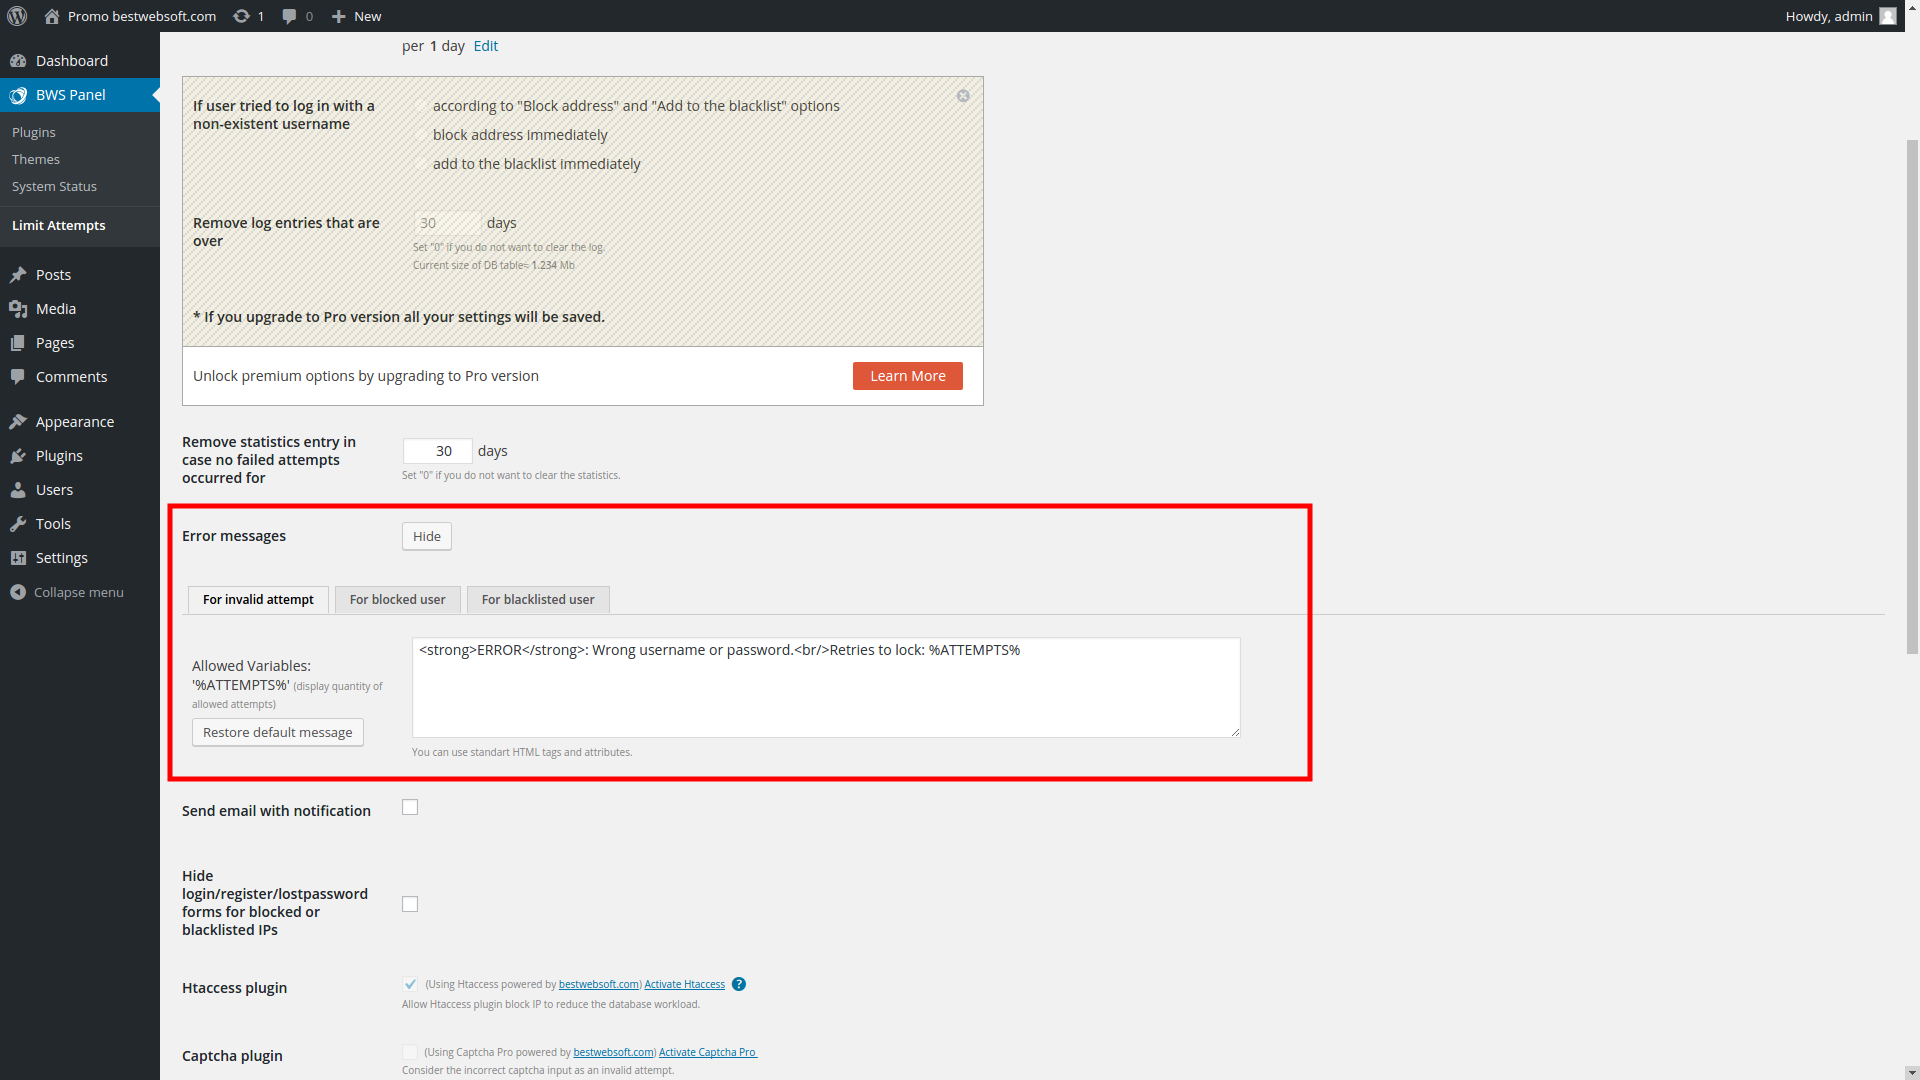 Promo bestwebsoft.com 1 0 New Howdy, admin
Dashboard
BWS Panel
Plugins
Themes
System Status
Limit Attempts
Posts
Media
Pages
Comments
Appearance
Plugins
Users
Tools
Settings
Collapse menu
per 1 day Edit
If user tried to log in with a
non-existent username
according to "Block address" and "Add to the blacklist" options
block address immediately
add to the blacklist immediately
Remove log entries that are
over
30 days
Set "0" if you do not want to clear the log.
Current size of DB table≈ 1.234 Mb
* If you upgrade to Pro version all your settings will be saved.
Unlock premium options by upgrading to Pro version Learn More
Remove statistics entry in
case no failed attempts
occurred for
30 days
Set "0" if you do not want to clear the statistics.
Error messages Hide
For invalid attempt For blocked user For blacklisted user
Allowed Variables:
'%ATTEMPTS%' (display quantity of
allowed attempts)
Restore default message
<strong>ERROR</strong>: Wrong username or password.<br/>Retries to lock: %ATTEMPTS%
You can use standart HTML tags and attributes.
Send email with notification
Hide
login/register/lostpassword
forms for blocked or
blacklisted IPs
Htaccess plugin
(Using Htaccess powered by bestwebsoft.com) Activate Htaccess ?
Allow Htaccess plugin block IP to reduce the database workload.
Captcha plugin
(Using Captcha Pro powered by bestwebsoft.com) Activate Captcha Pro
Consider the incorrect captcha input as an invalid attempt.